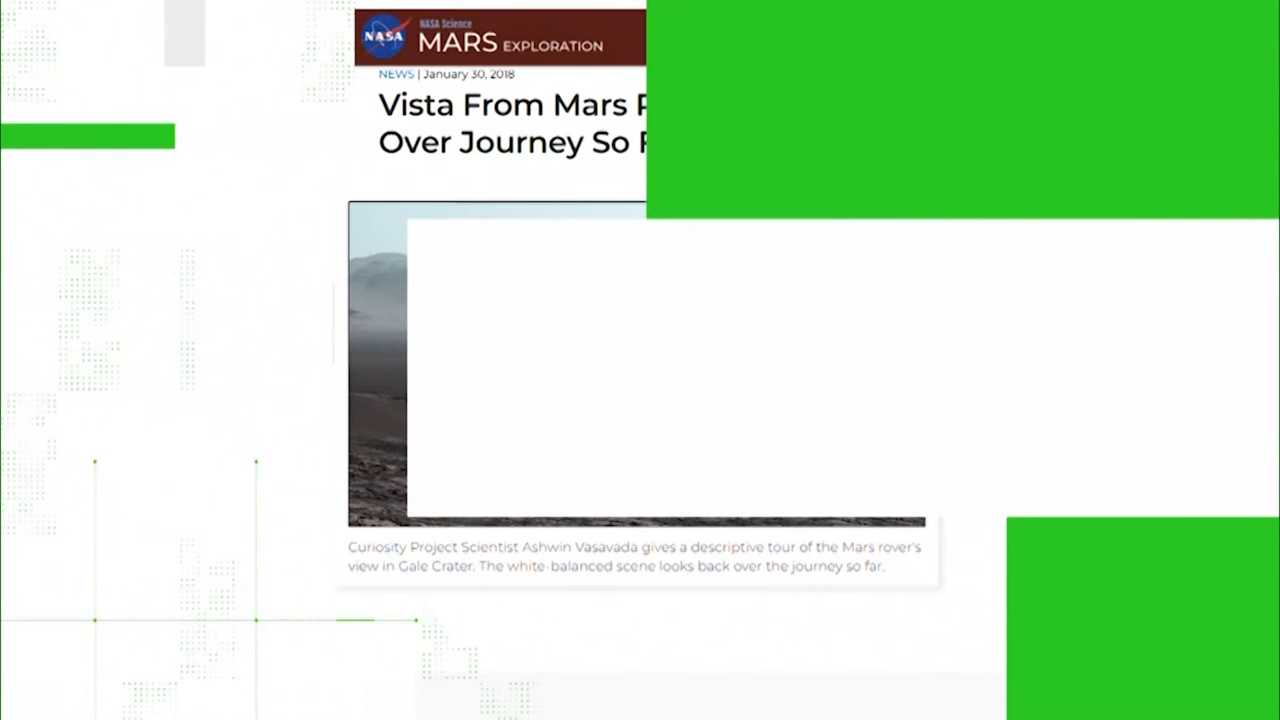 NASA
NASA Science
MARS EXPLORATION
NEWS | January 30, 2018
Vista From Mars
Over Journey So
Curiosity Project Scientist Ashwin Vasavada gives a descriptive tour of the Mars rover's
view in Gale Crater. The white-balanced scene looks back over the journey so far.